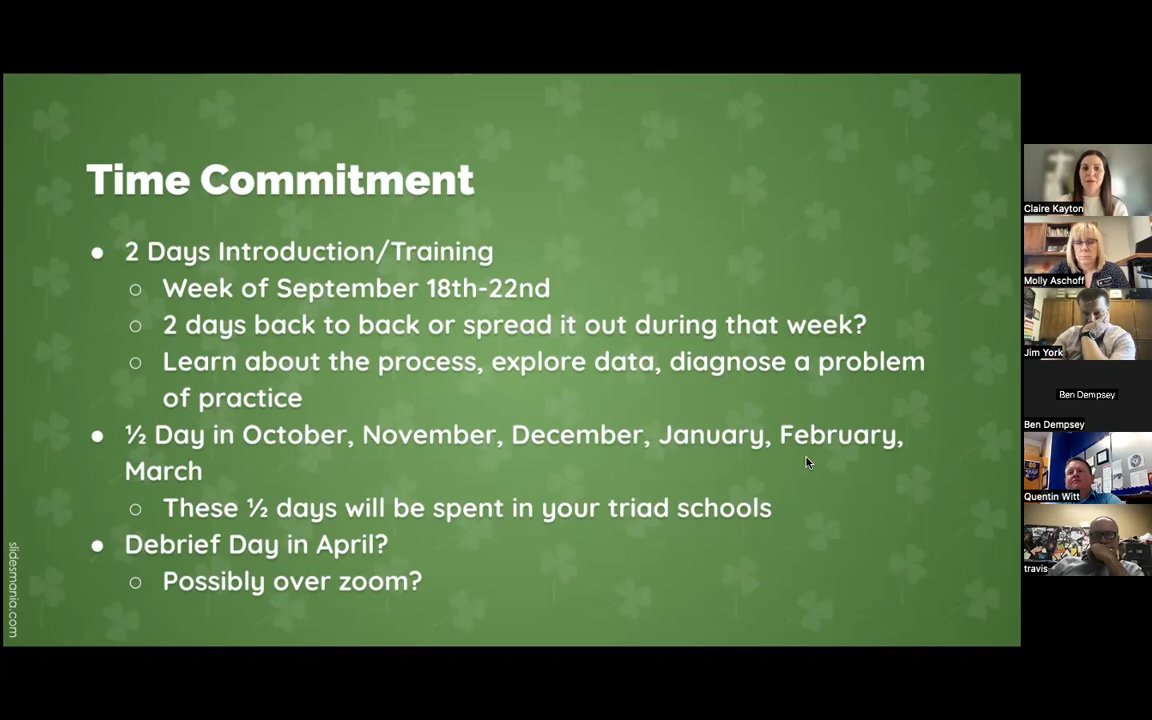 Time Commitment
● 2 Days Introduction/Training
○ Week of September 18th-22nd
○ 2 days back to back or spread it out during that week?
○ Learn about the process, explore data, diagnose a problem
of practice
● ½ Day in October, November, December, January, February,
March
○ These ½ days will be spent in your triad schools
● Debrief Day in April?
○ Possibly over zoom?
slidesmania.com
Claire Kayton
Molly Aschoff
Jim York
Ben Dempsey
Ben Dempsey
Quentin Witt
travis